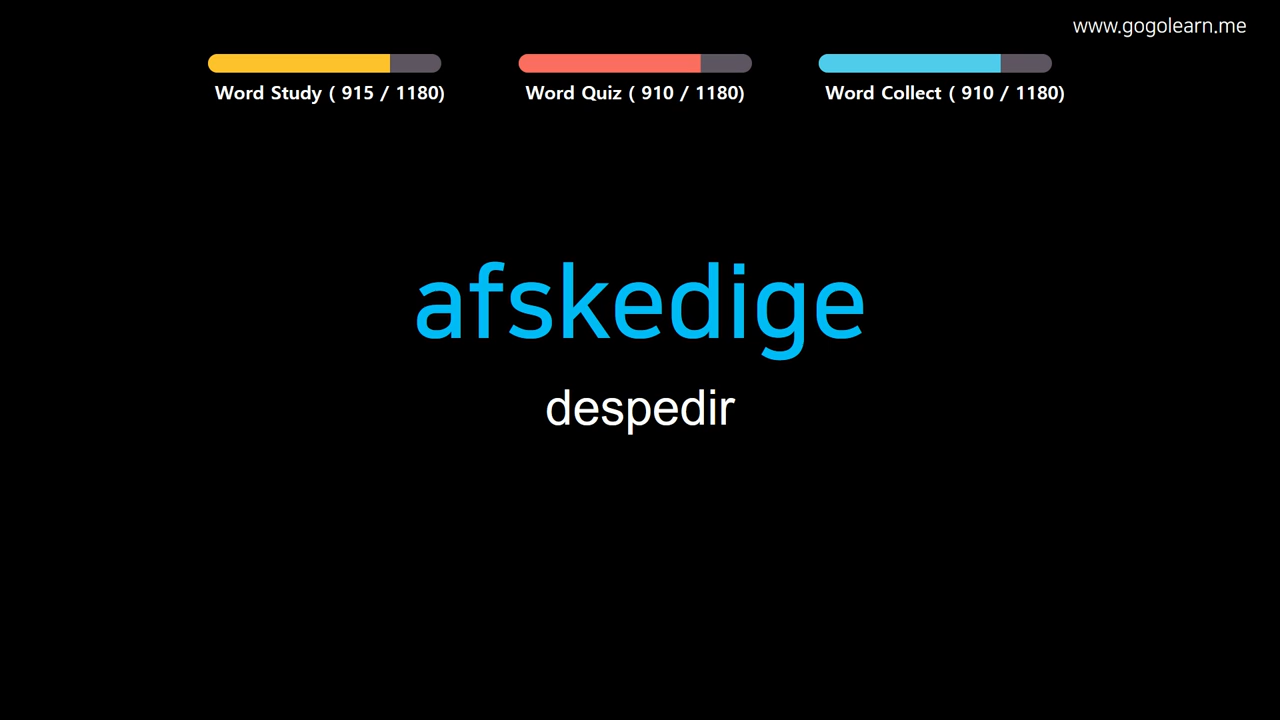 www.gogolearn.me
Word Study ( 915 / 1180)
Word Quiz ( 910 / 1180)
Word Collect ( 910 / 1180)
afskedige
despedir